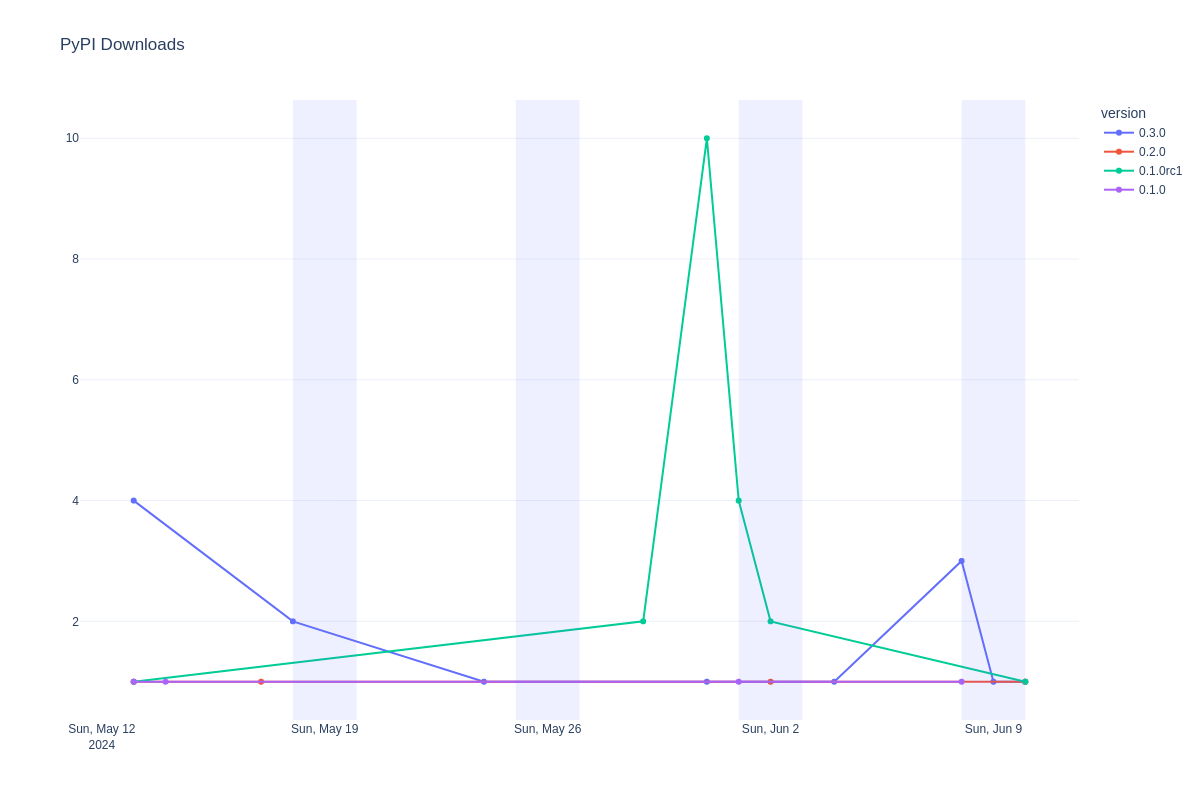 PyPI Downloads
version
0.3.0
0.2.0
0.1.0rc1
0.1.0
10
8
6
4
2
Sun, May 12
2024
Sun, May 19
Sun, May 26
Sun, Jun 2
Sun, Jun 9